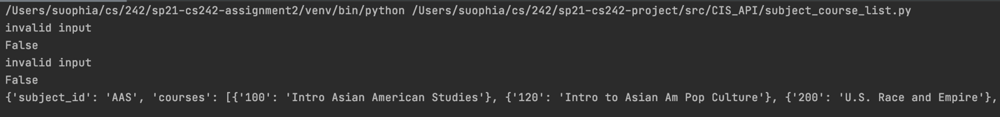 /Users/suophia/cs/242/sp21-cs242-assignment2/venv/bin/python /Users/suophia/cs/242/sp21-cs242-project/src/CIS_API/subject_course_list.py
invalid input
False
invalid input
False
{'subject_id': 'AAS', 'courses': [{'100': 'Intro Asian American Studies'}, {'120': 'Intro to Asian Am Pop Culture'}, {'200': 'U.S. Race and Empire'},